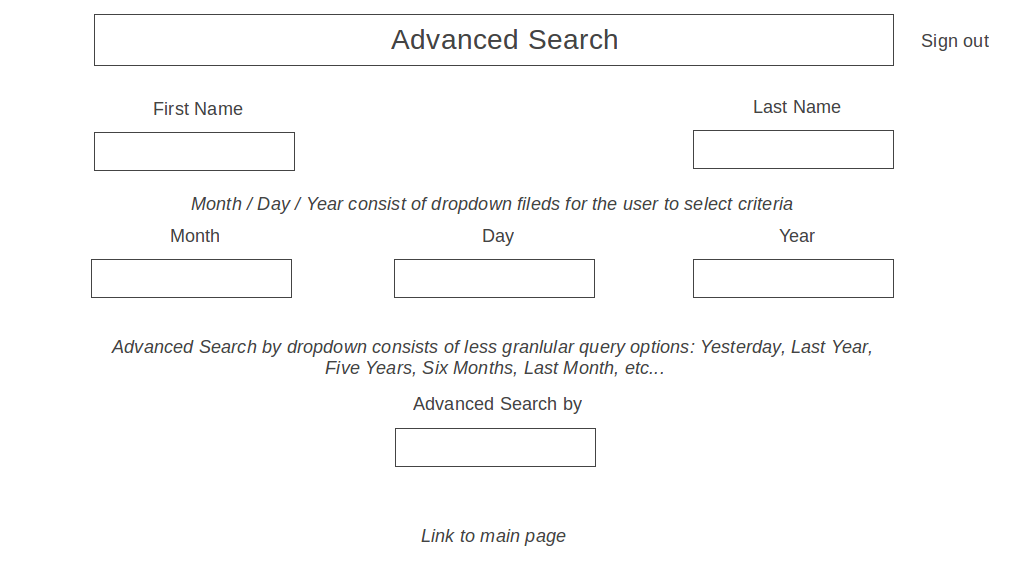 Advanced Search
Sign out
First Name
Last Name
Month / Day / Year consist of dropdown fileds for the user to select criteria
Month
Day
Year
Advanced Search by dropdown consists of less granlular query options: Yesterday, Last Year,
Five Years, Six Months, Last Month, etc...
Advanced Search by
Link to main page